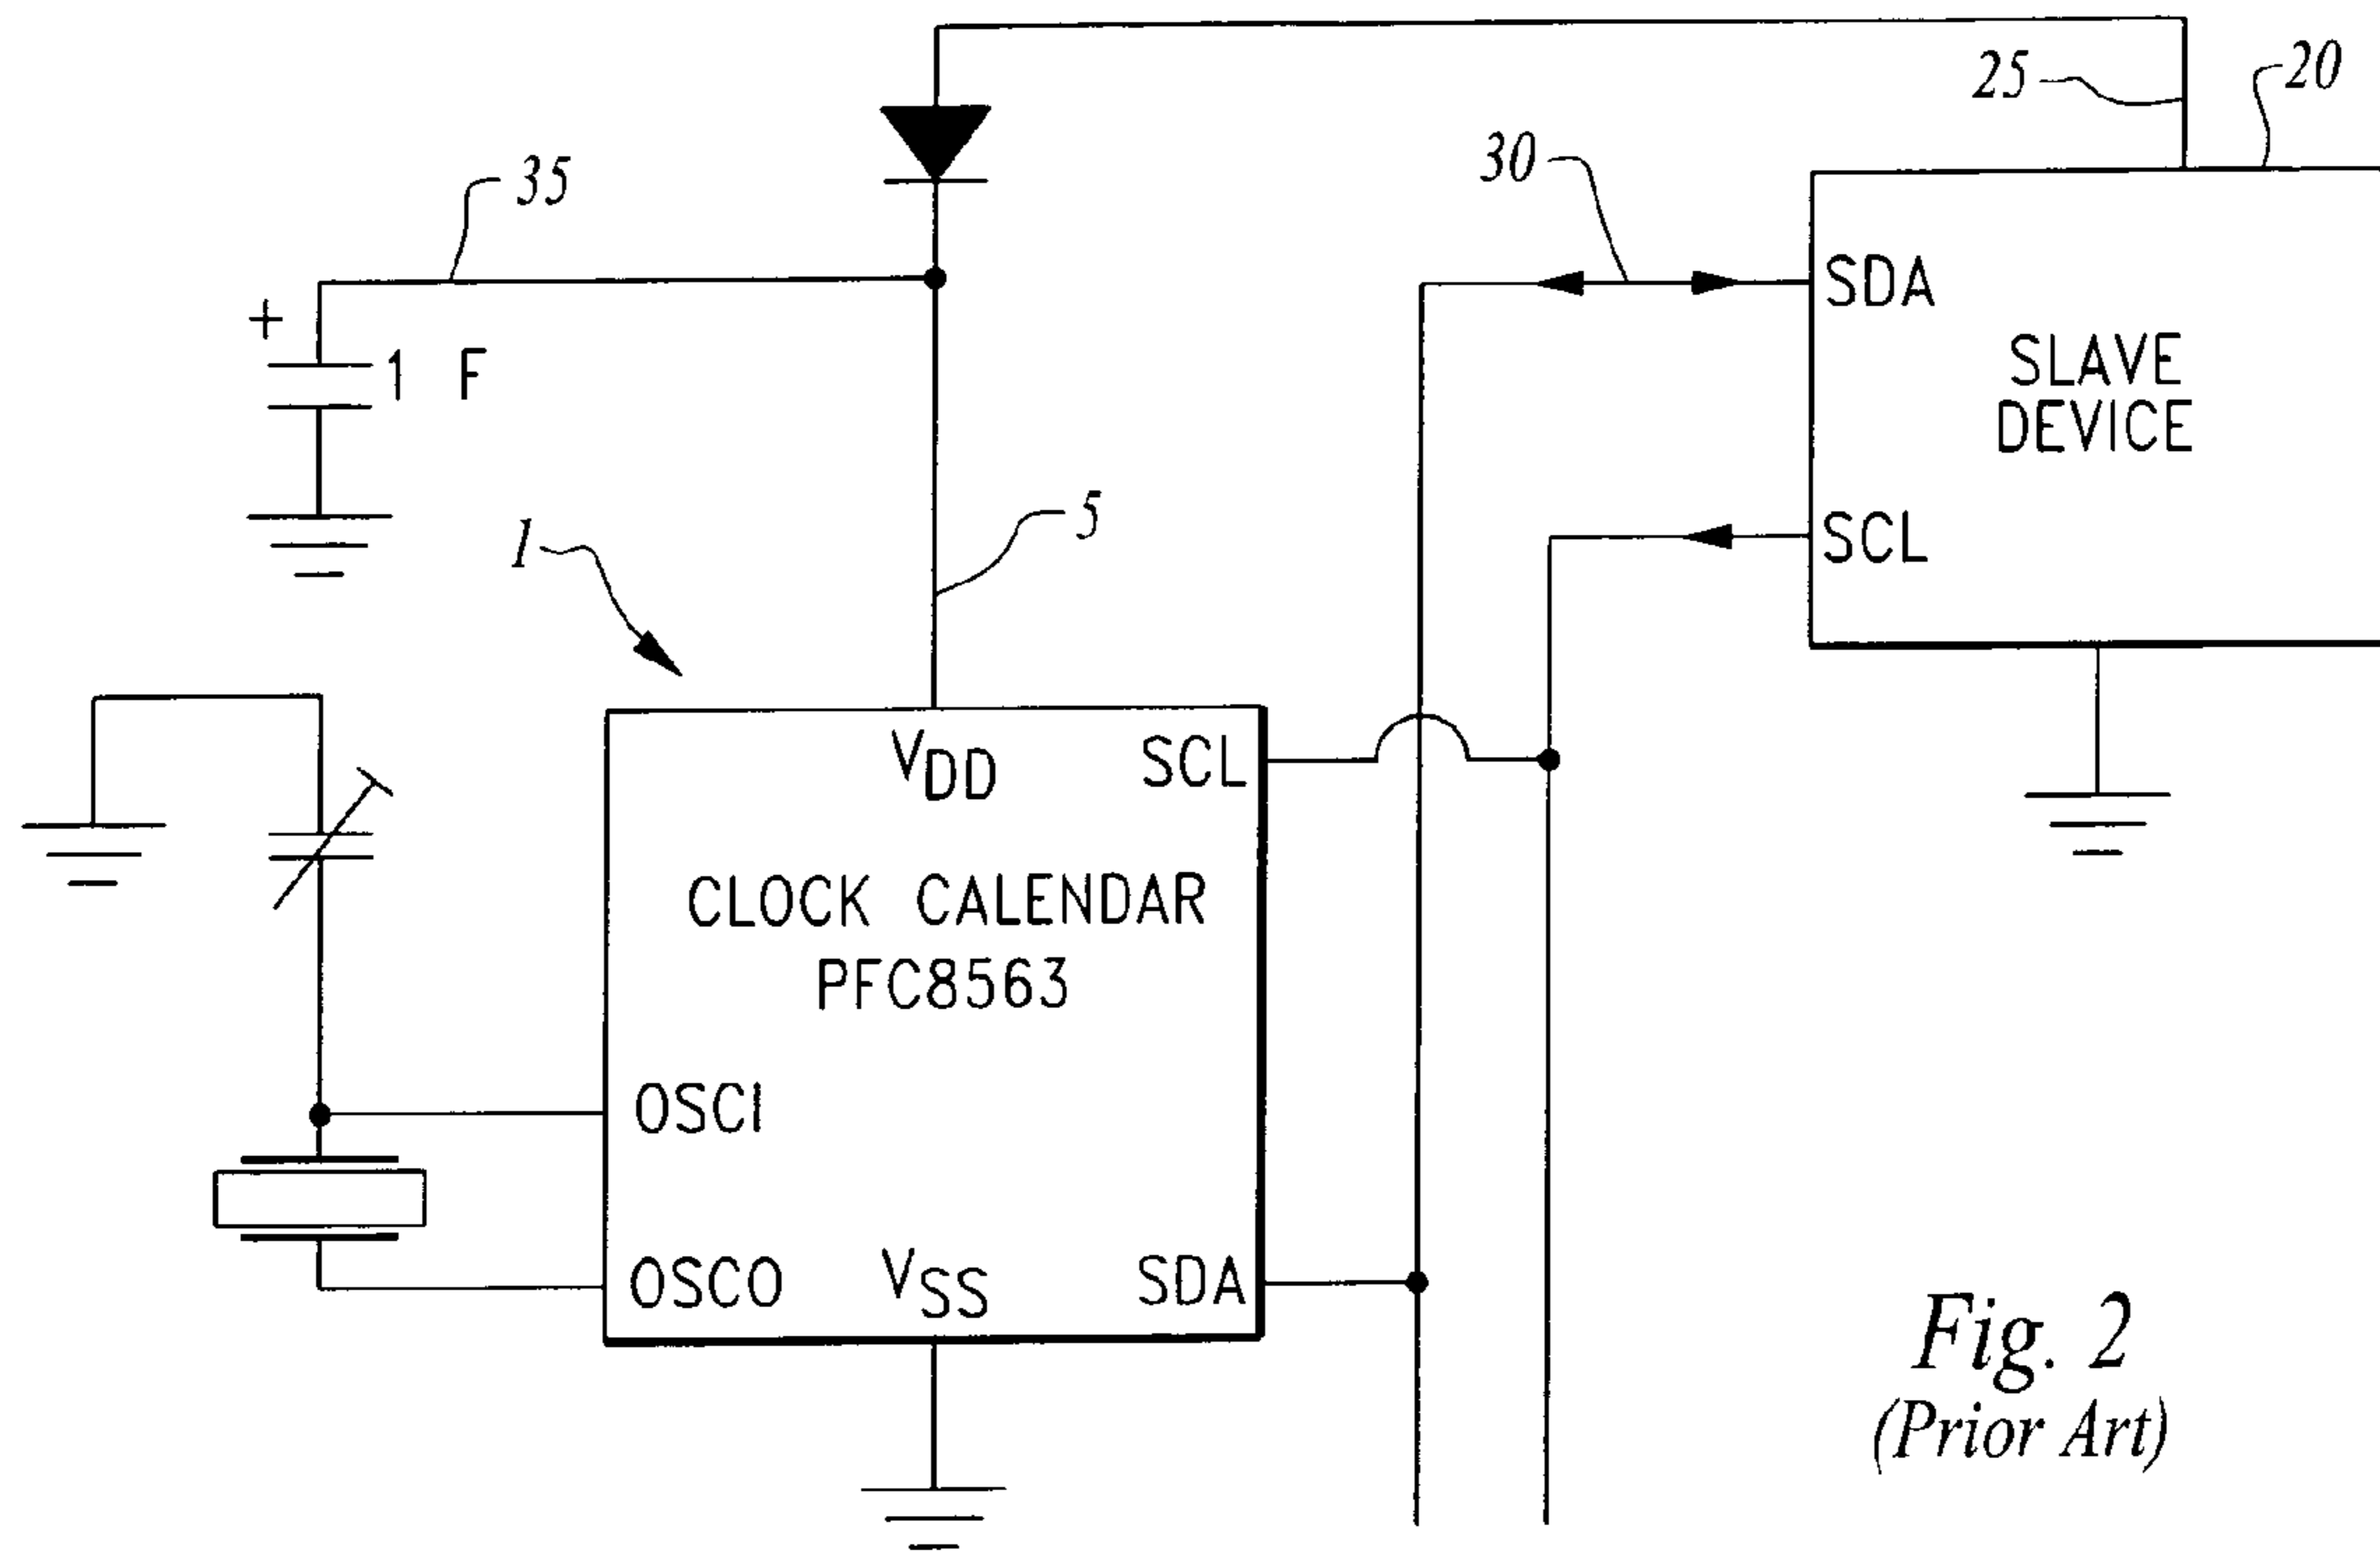 25
20
30
35
SDA
+
1 F
SLAVE
DEVICE
5
1
SCL
VDD
SCL
CLOCK CALENDAR
PFC8563
OSCI
OSCO
VSS
SDA
Fig. 2
(Prior Art)